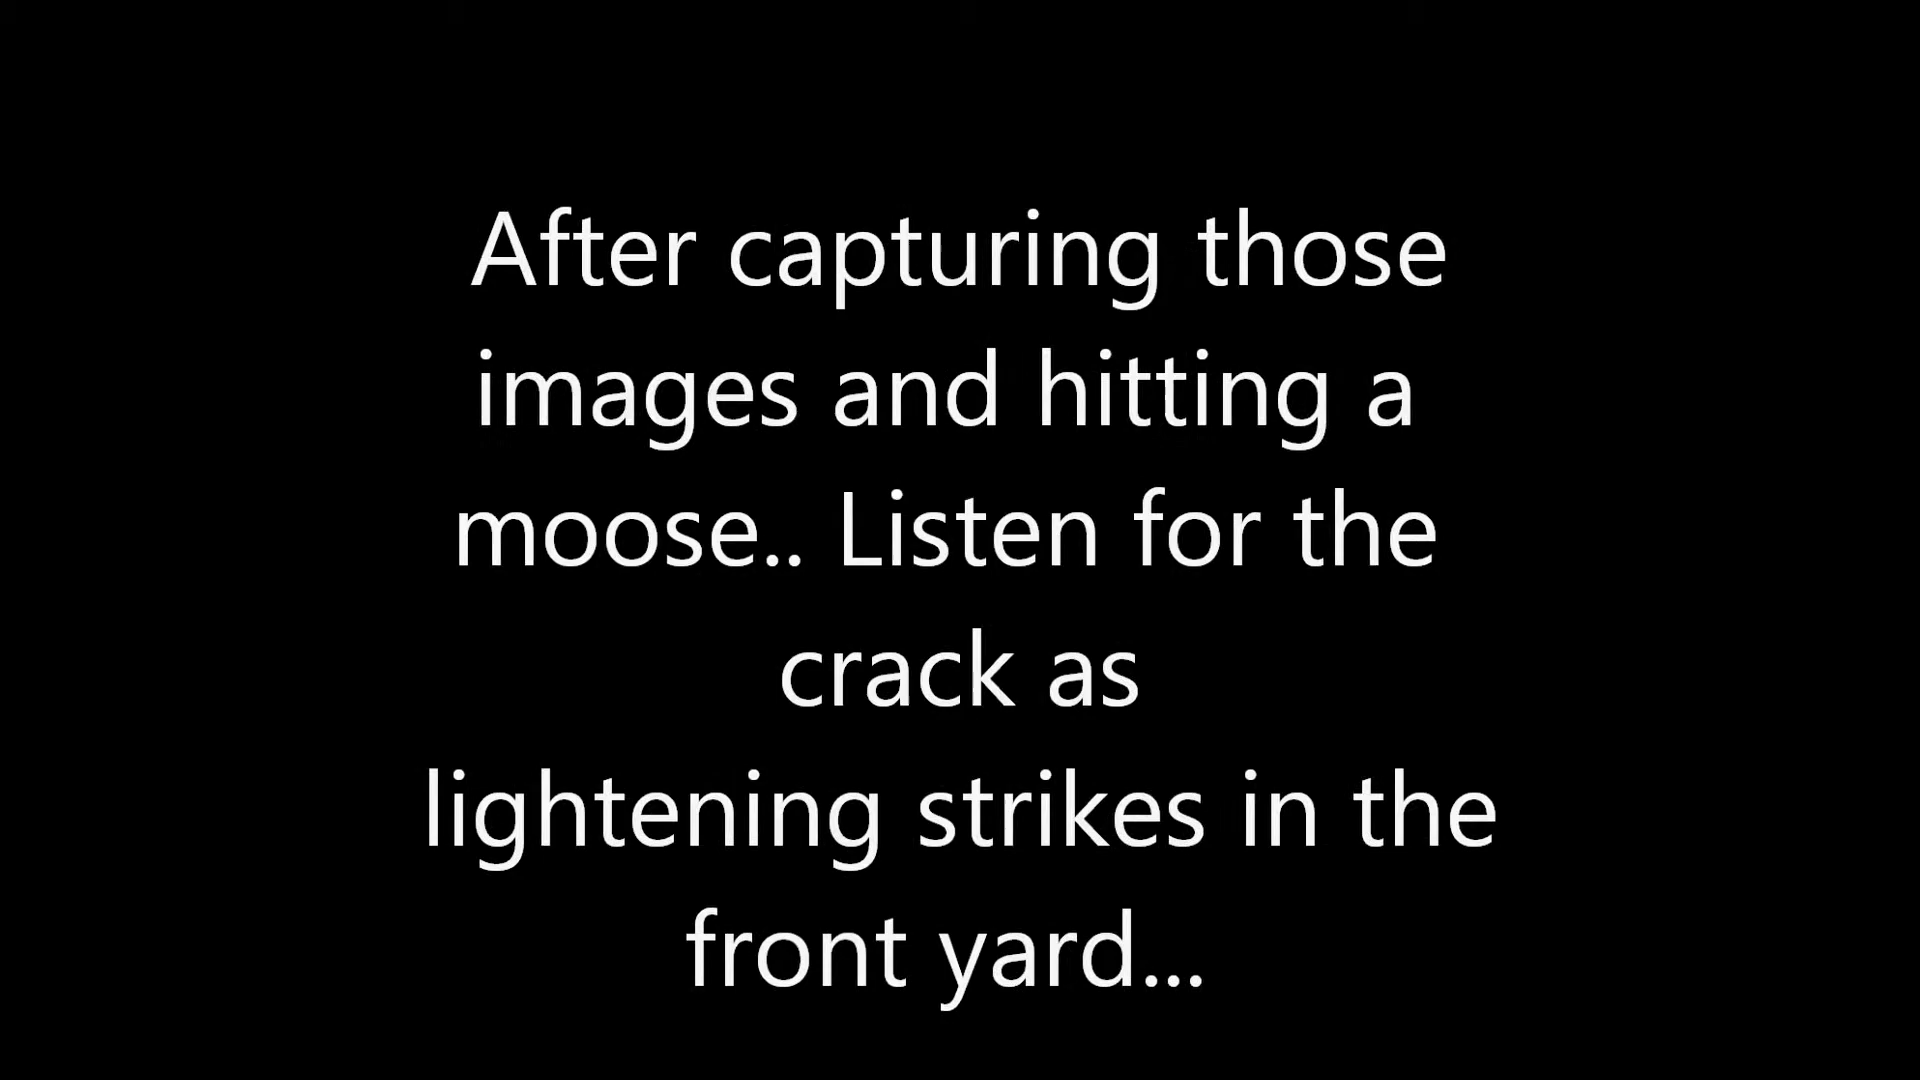 After capturing those
images and hitting a
moose.. Listen for the
crack as
lightening strikes in the
front yard...